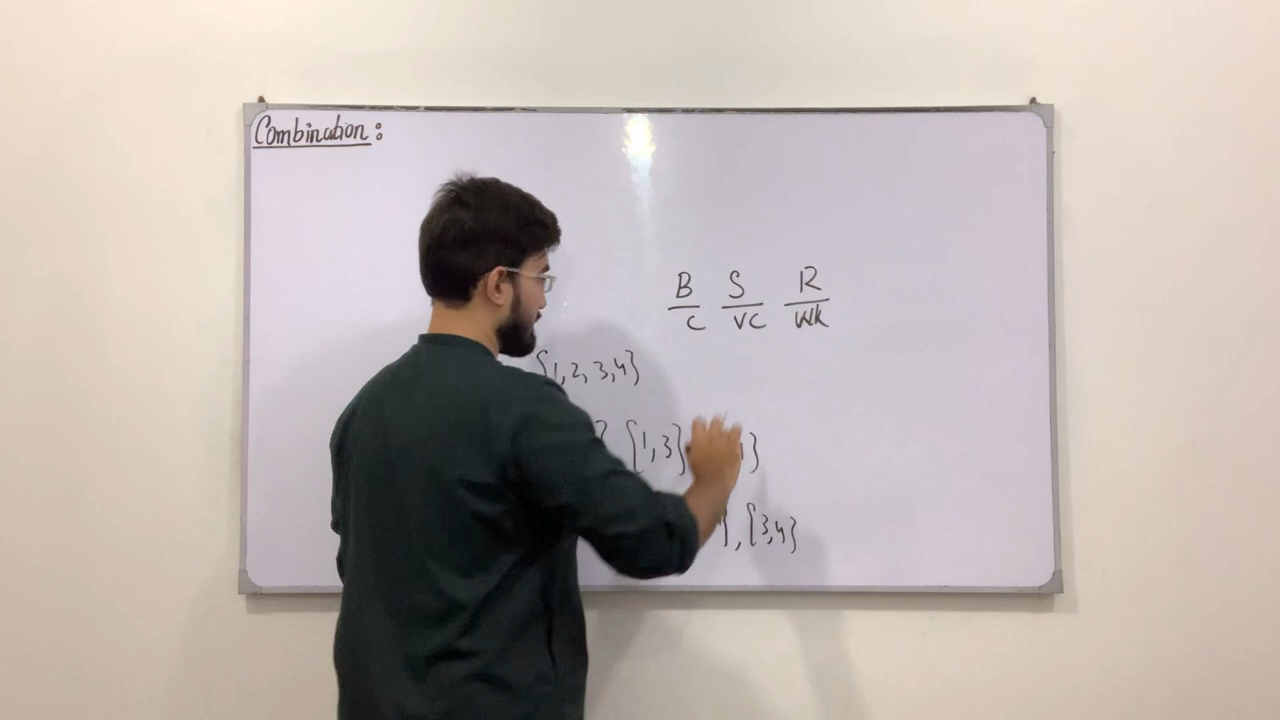 Combination:
B S R
C VC WK
{1, 2, 3, 4}
} {1, 3} }
}, {3, 4}